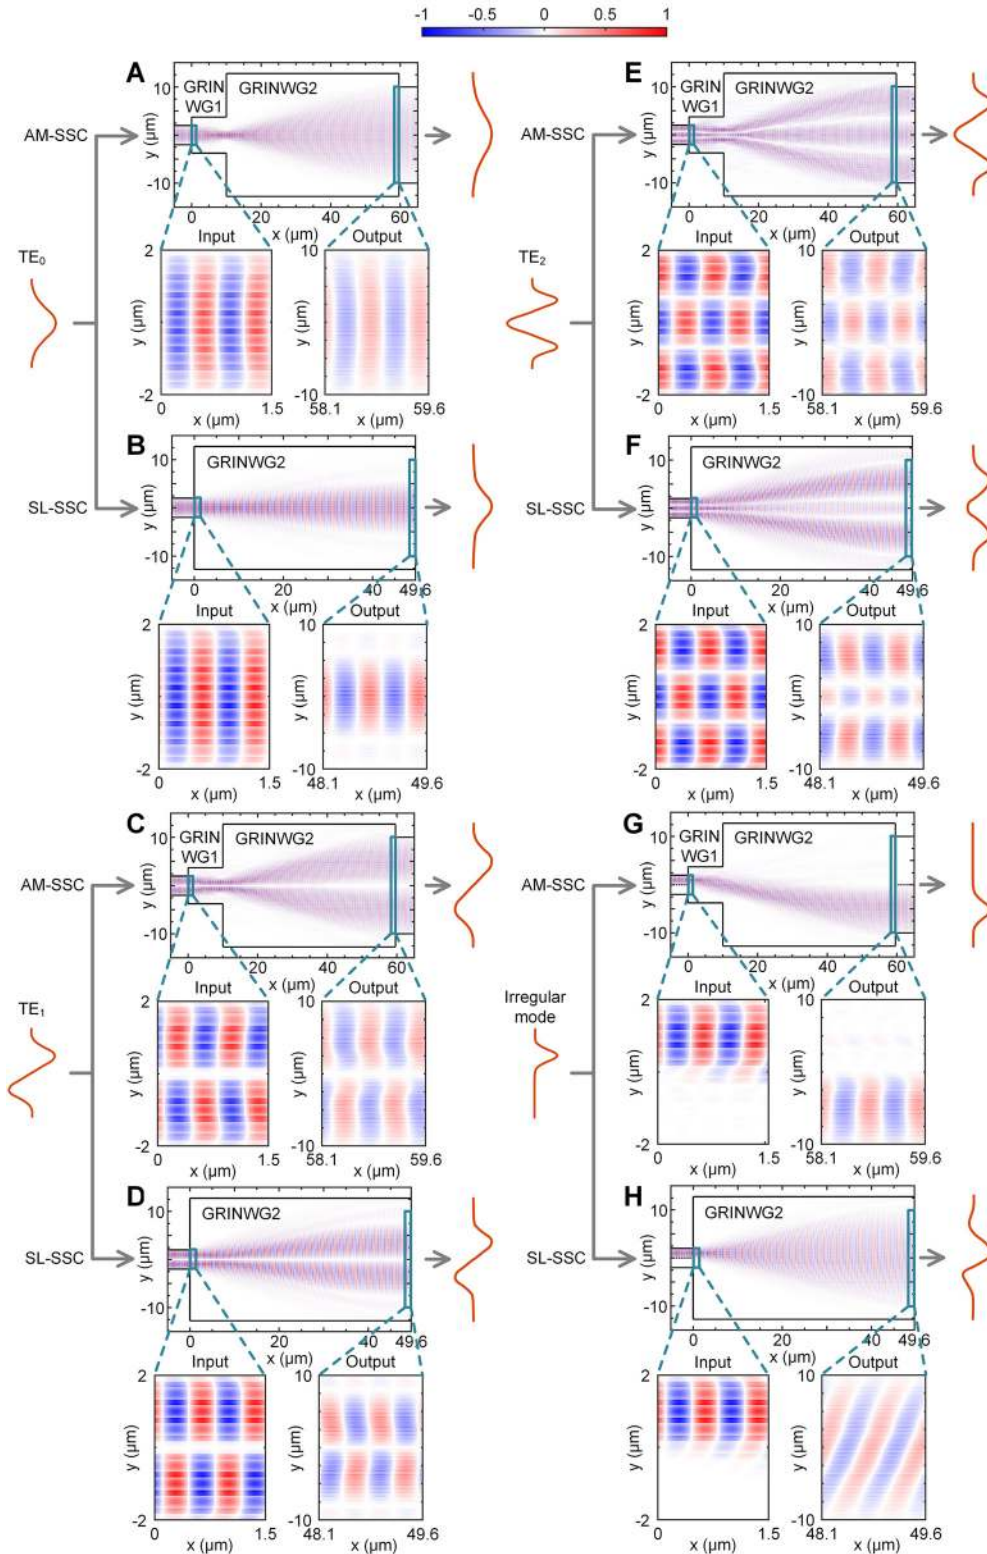 -1 -0.5 0 0.5 1
A
GRIN GRINWG2
WG1
AM-SSC
y (µm)
10
-10
0 20 40 60
x (µm)
Input
Output
2
-2
y (µm)
0 1.5
x (µm)
10
-10
y (µm)
58.1 59.6
x (µm)
TE0
B
GRINWG2
SL-SSC
y (µm)
10
-10
0 20 40 49.6
x (µm)
Input
Output
2
-2
y (µm)
0 1.5
x (µm)
10
-10
y (µm)
48.1 49.6
x (µm)
C
GRIN GRINWG2
WG1
AM-SSC
y (µm)
10
-10
0 20 40 60
x (µm)
Input
Output
2
-2
y (µm)
0 1.5
x (µm)
10
-10
y (µm)
58.1 59.6
x (µm)
TE1
D
GRINWG2
SL-SSC
y (µm)
10
-10
0 20 40 49.6
x (µm)
Input
Output
2
-2
y (µm)
0 1.5
x (µm)
10
-10
y (µm)
48.1 49.6
x (µm)
E
GRIN GRINWG2
WG1
AM-SSC
y (µm)
10
-10
0 20 40 60
x (µm)
Input
Output
2
-2
y (µm)
0 1.5
x (µm)
10
-10
y (µm)
58.1 59.6
x (µm)
TE2
F
GRINWG2
SL-SSC
y (µm)
10
-10
0 20 40 49.6
x (µm)
Input
Output
2
-2
y (µm)
0 1.5
x (µm)
10
-10
y (µm)
48.1 49.6
x (µm)
G
GRIN GRINWG2
WG1
AM-SSC
y (µm)
10
-10
0 20 40 60
x (µm)
Input
Output
2
-2
y (µm)
0 1.5
x (µm)
10
-10
y (µm)
58.1 59.6
x (µm)
Irregular
mode
H
GRINWG2
SL-SSC
y (µm)
10
-10
0 20 40 49.6
x (µm)
Input
Output
2
-2
y (µm)
0 1.5
x (µm)
10
-10
y (µm)
48.1 49.6
x (µm)